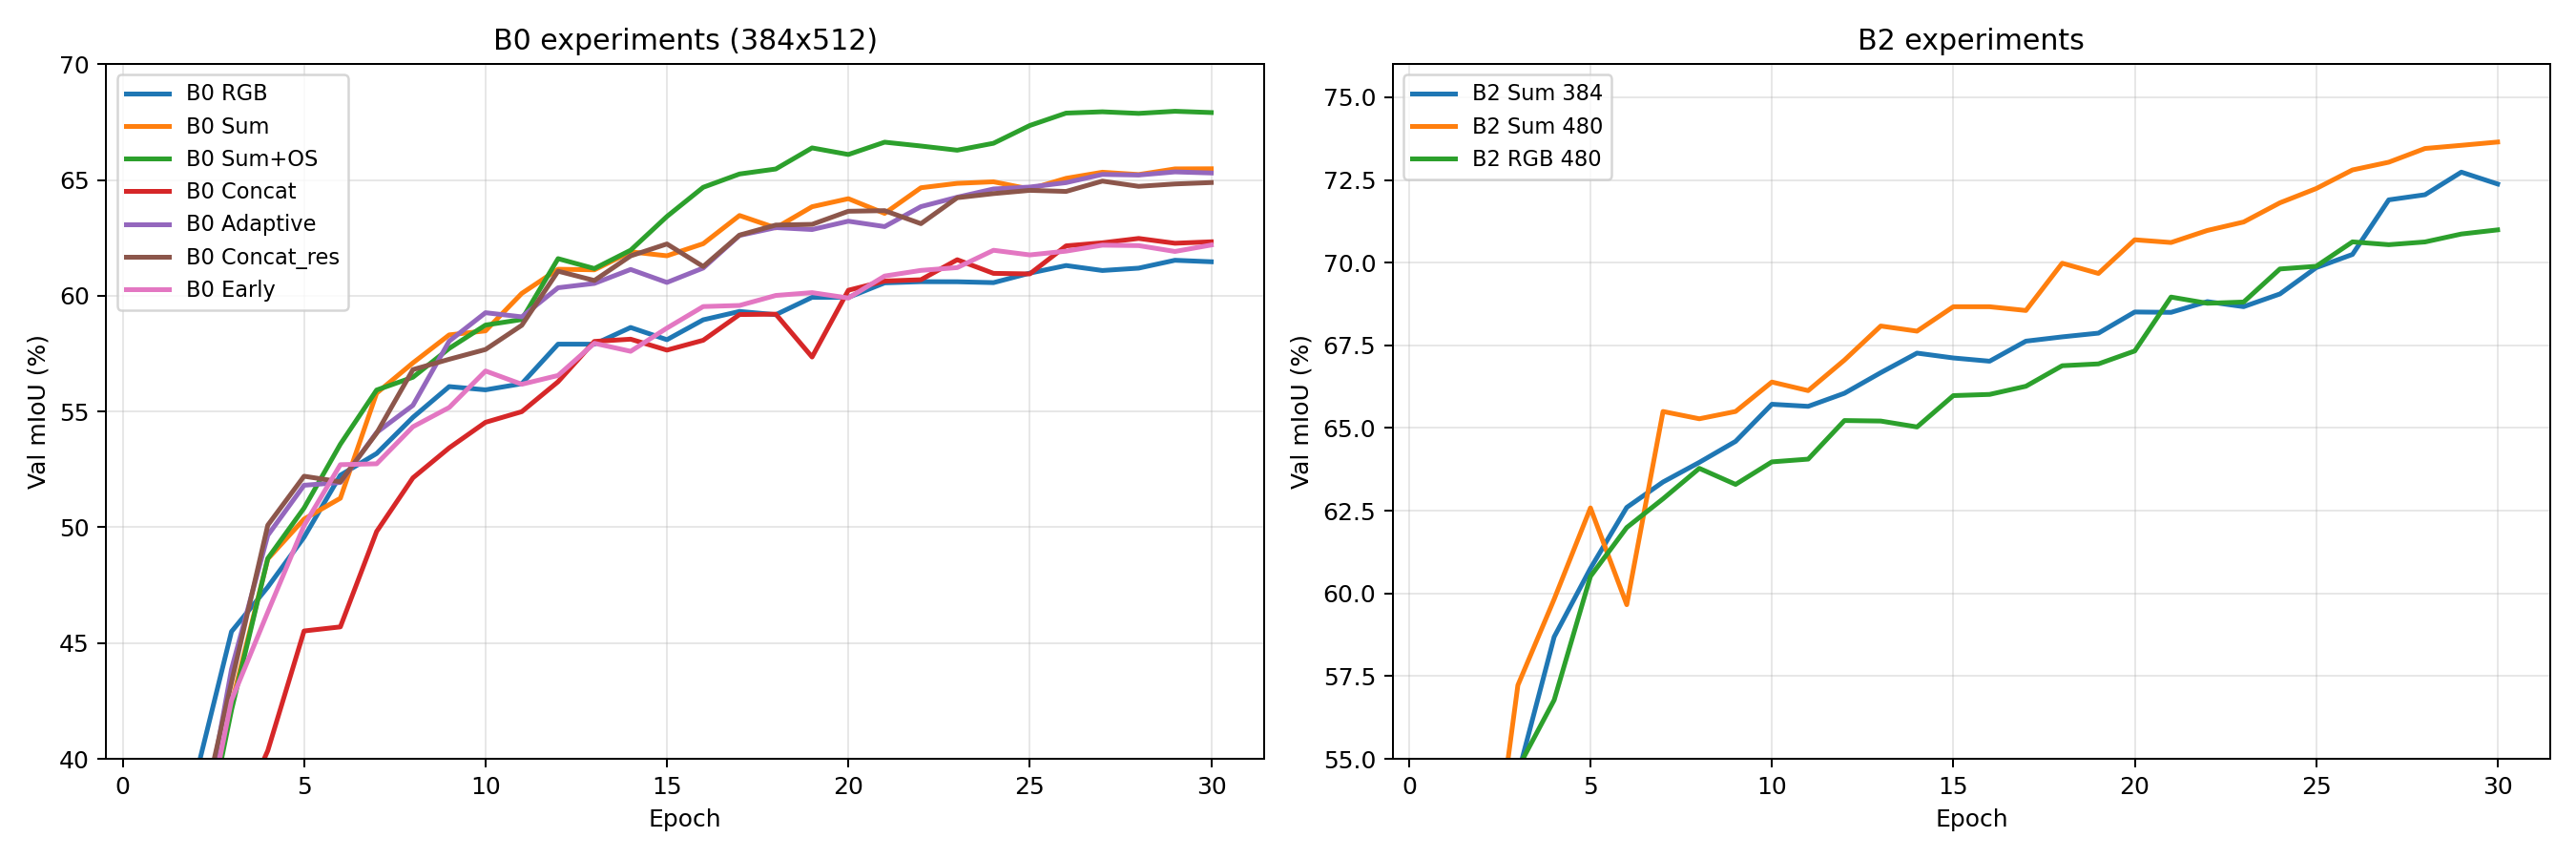 B0 experiments (384x512)
70
65
60
55
50
45
40
Val mIoU (%)
B0 RGB
B0 Sum
B0 Sum+OS
B0 Concat
B0 Adaptive
B0 Concat_res
B0 Early
0 5 10 15 20 25 30
Epoch
B2 experiments
75.0
72.5
70.0
67.5
65.0
62.5
60.0
57.5
55.0
Val mIoU (%)
B2 Sum 384
B2 Sum 480
B2 RGB 480
0 5 10 15 20 25 30
Epoch